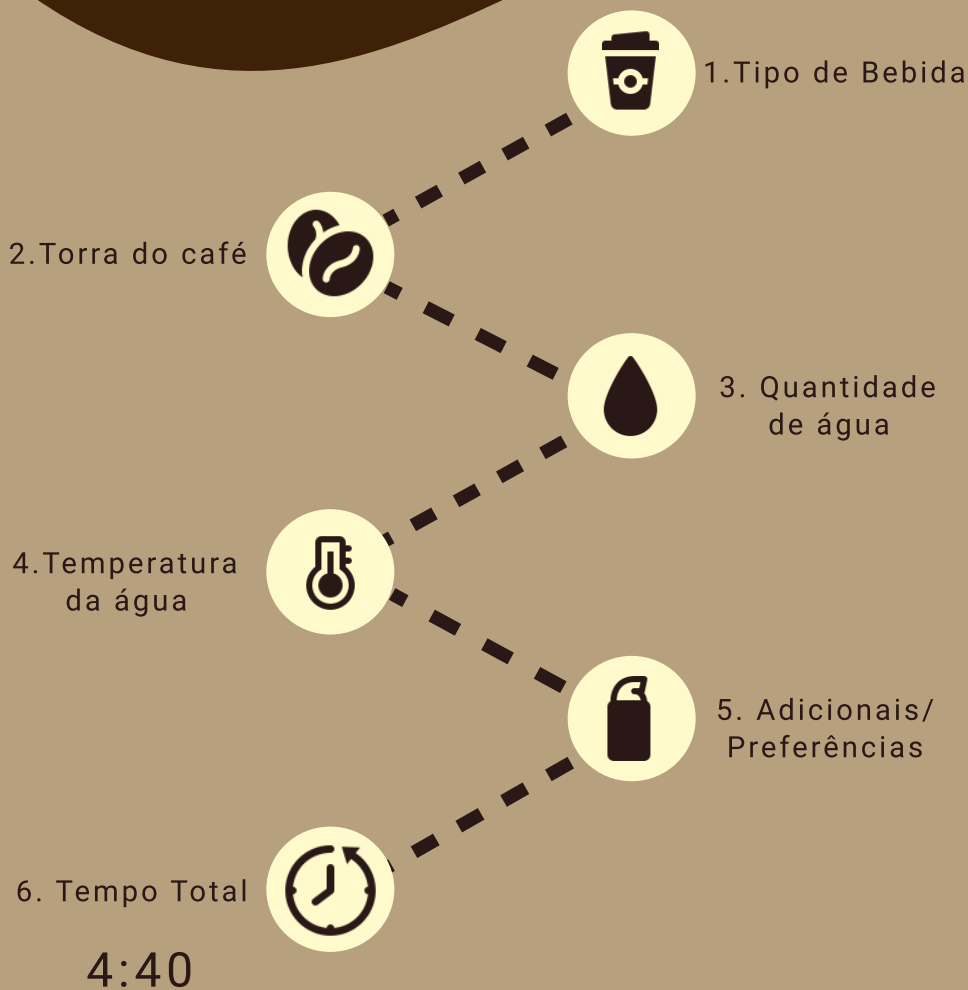 1.Tipo de Bebida
2.Torra do café
3. Quantidade
de água
4.Temperatura
da água
5. Adicionais/
Preferências
6. Tempo Total
4:40